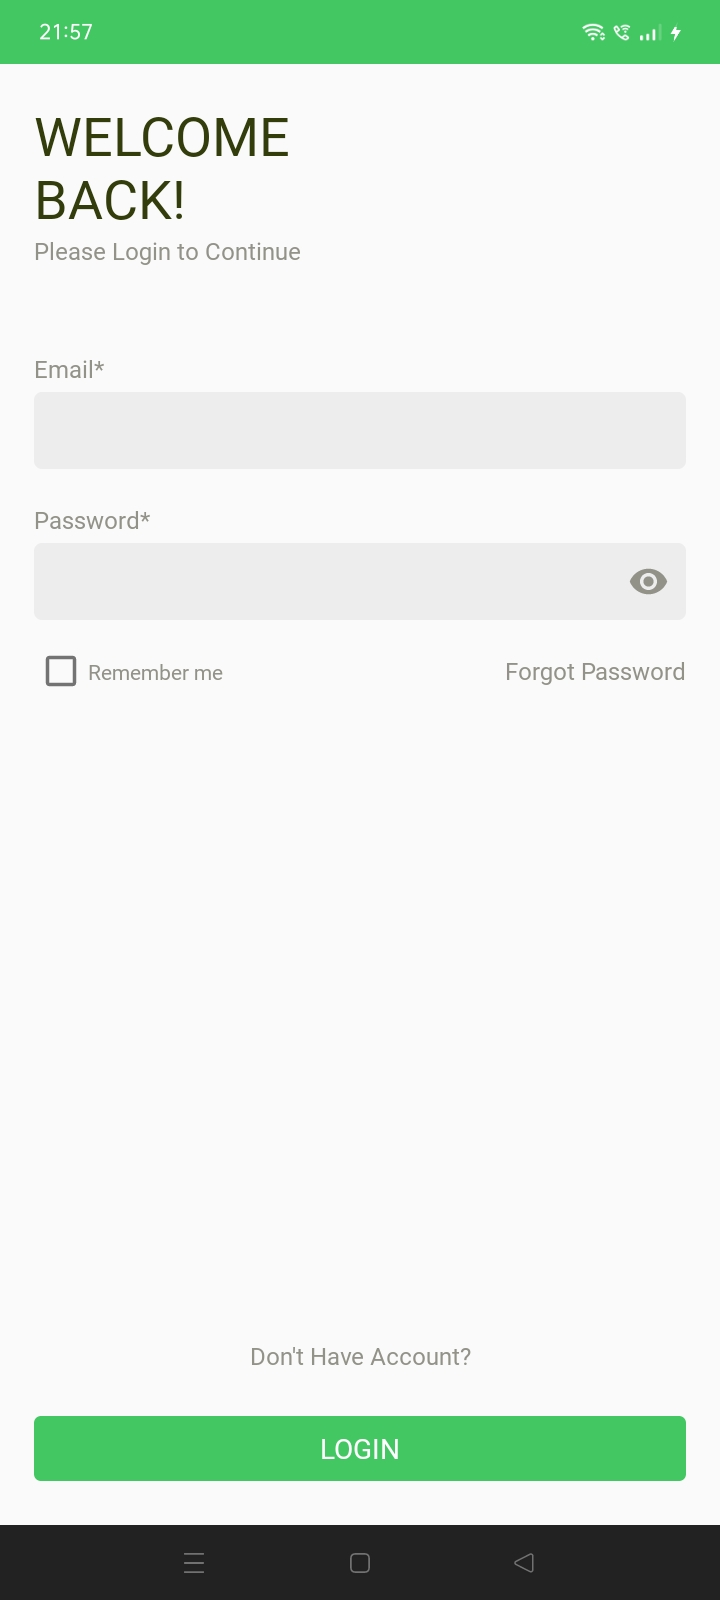 21:57
WELCOME
BACK!
Please Login to Continue
Email*
Password*
Remember me
Forgot Password
Don't Have Account?
LOGIN